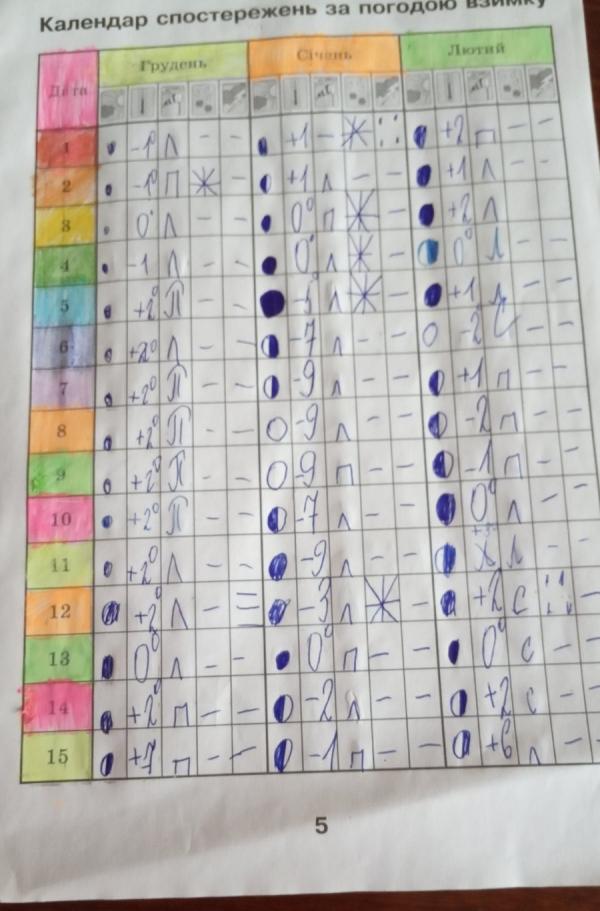 Календар спостережень за погодою взимку
Дата Грудень Січень Лютий
1 -1° Л - - +1 - +2 П - -
2 -1° П - +1 Л - - +1 Л - -
3 0° Л - - 0° П - +2 Л
4 -1 Л - - 0° Л - 0° Л - -
5 +2° П - - Л - +1 - -
6 +2° Л - - -7 Л - - -2 - -
7 +2° П - - -9 Л - - +1 П - -
8 +2° П - - -9 Л - - -2 П - -
9 +2° П - - -9 П - - -1 П - -
10 +2° П - - -7 Л - - 0° Л - -
11 +2° Л - - -9 Л - - Л - -
12 +2° Л - = -3 Л - +2 С -
13 0° Л - - 0° П - - 0° С - -
14 +2° П - - -2 Л - - +2 С - -
15 П - - -1 П - - +6 Л - -
5